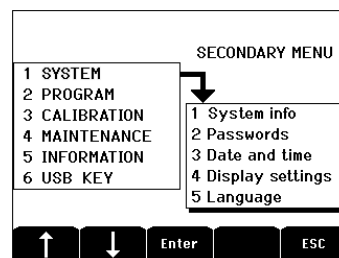 SECONDARY MENU
1 SYSTEM
2 PROGRAM
3 CALIBRATION
4 MAINTENANCE
5 INFORMATION
6 USB KEY
1 System info
2 Passwords
3 Date and time
4 Display settings
5 Language
↑ ↓ Enter ESC